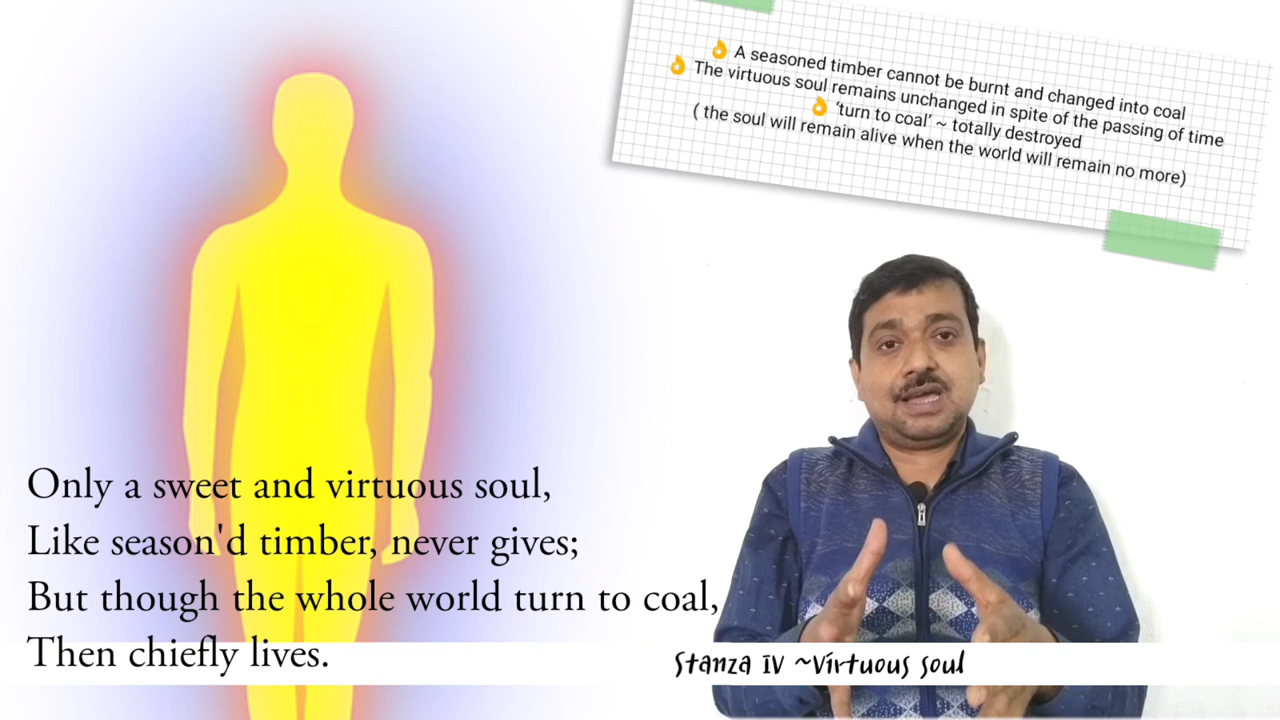 👌 A seasoned timber cannot be burnt and changed into coal
👌 The virtuous soul remains unchanged in spite of the passing of time
👌 ‘turn to coal’ ~ totally destroyed
( the soul will remain alive when the world will remain no more)
Only a sweet and virtuous soul,
Like season'd timber, never gives;
But though the whole world turn to coal,
Then chiefly lives.
Stanza IV ~Virtuous soul